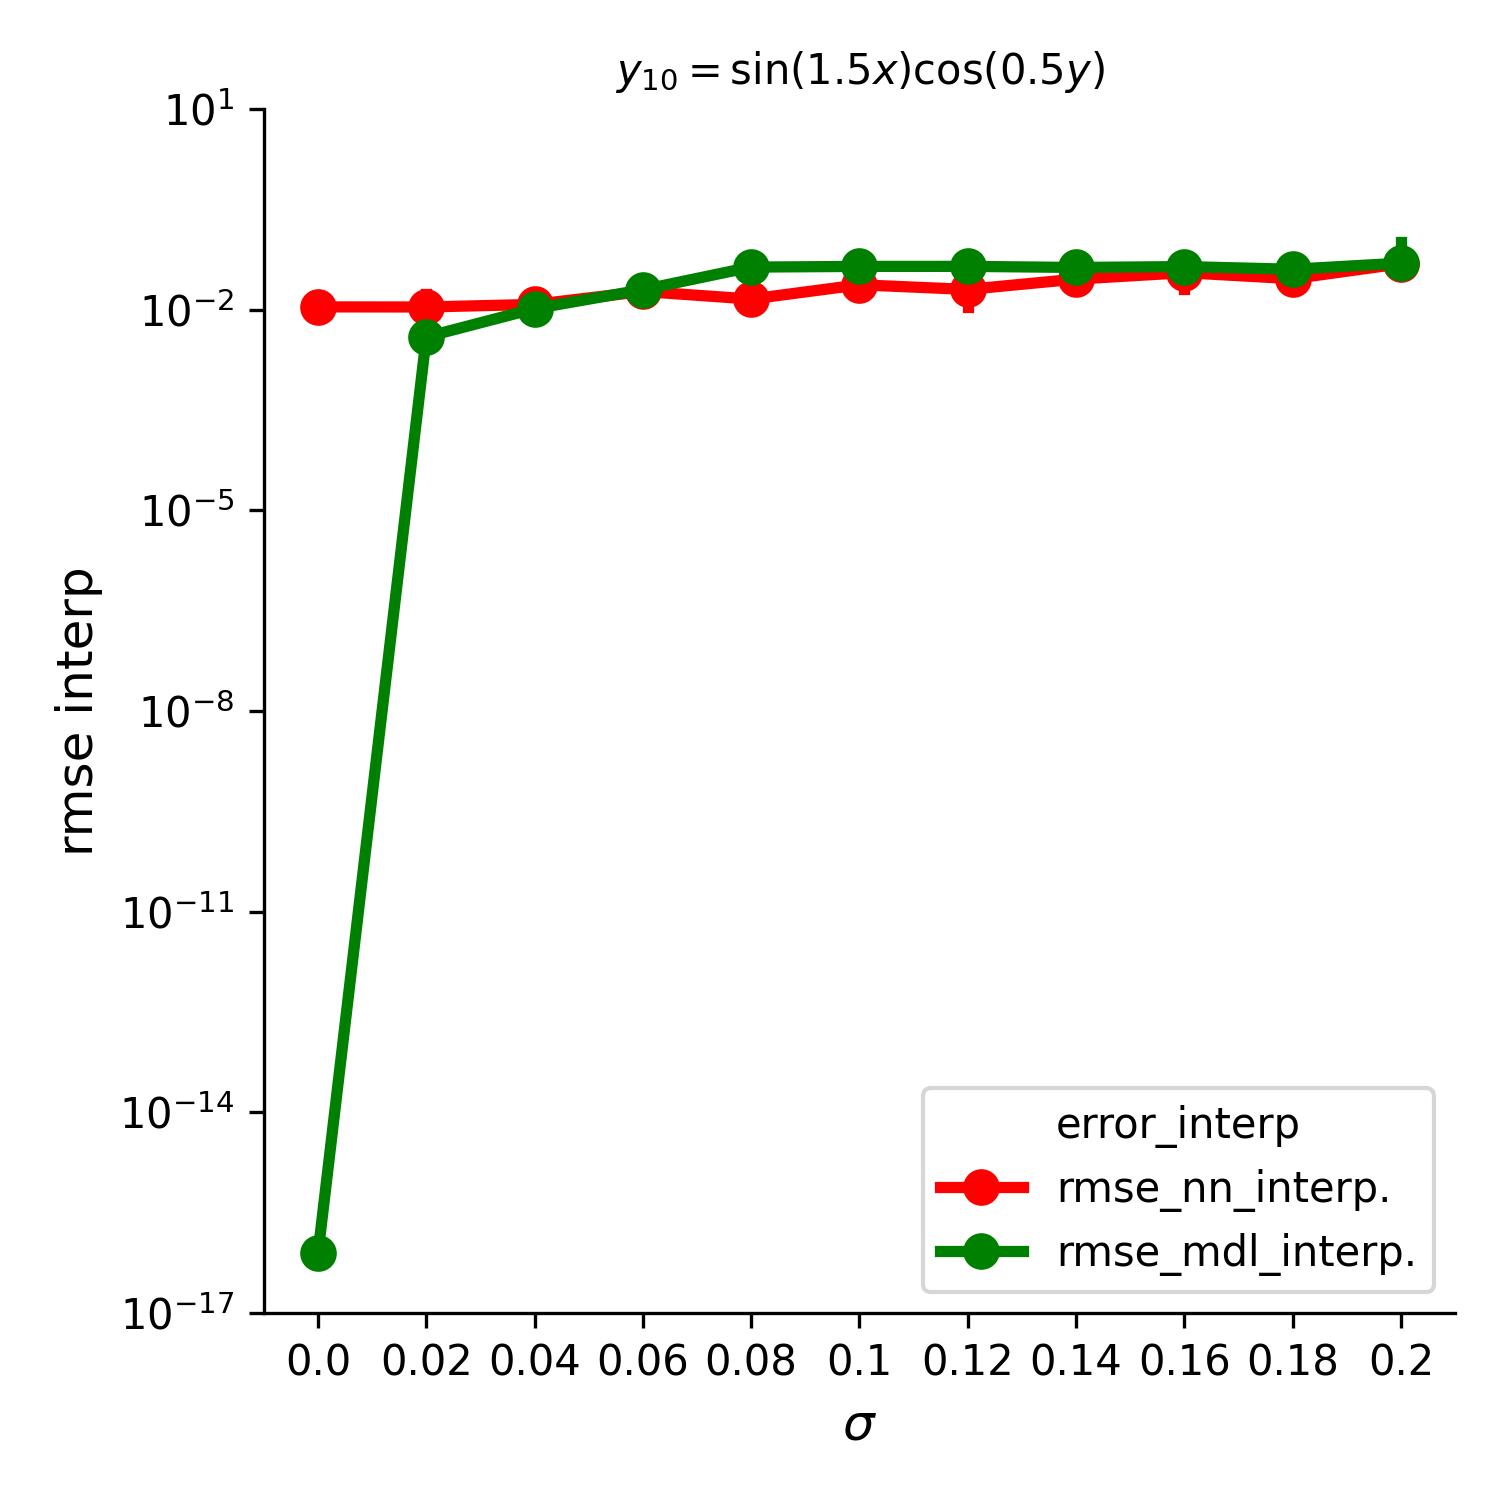 y₁₀ = sin(1.5x)cos(0.5y)
10¹
10⁻²
10⁻⁵
10⁻⁸
10⁻¹¹
10⁻¹⁴
10⁻¹⁷
rmse interp
error_interp
rmse_nn_interp.
rmse_mdl_interp.
0.0 0.02 0.04 0.06 0.08 0.1 0.12 0.14 0.16 0.18 0.2
σ